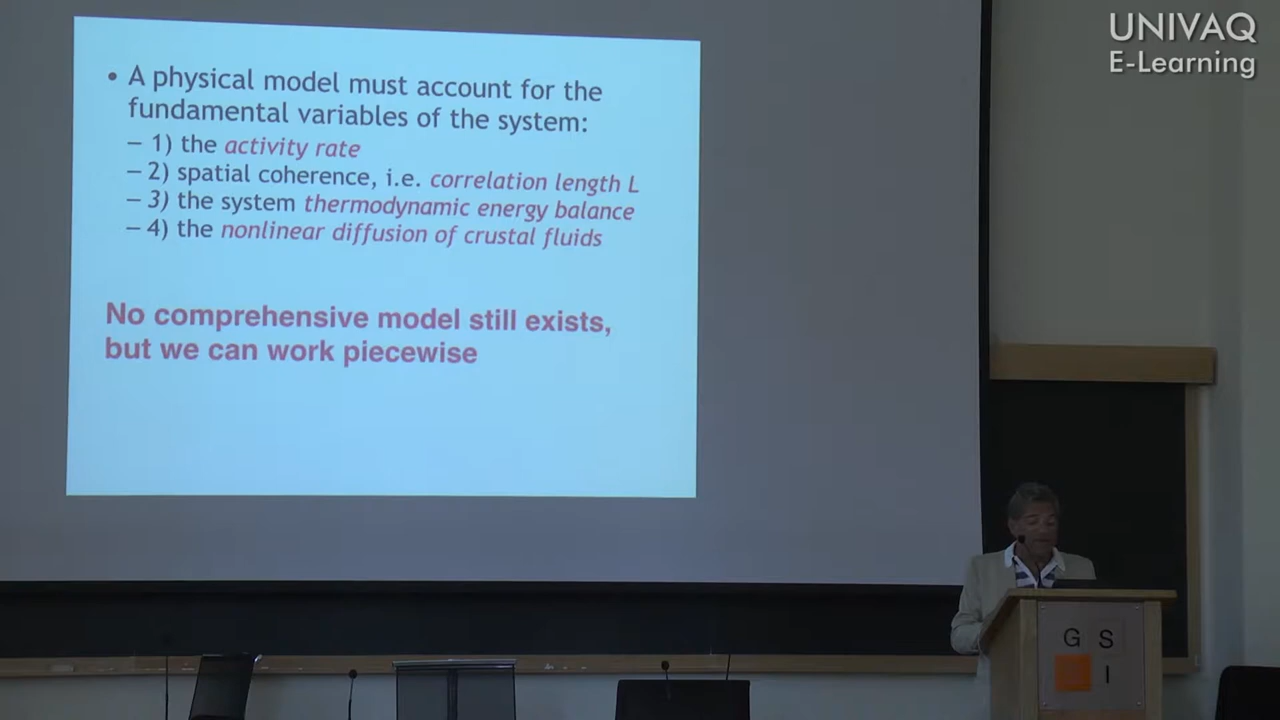 UNIVAQ
E-Learning
• A physical model must account for the
fundamental variables of the system:
– 1) the activity rate
– 2) spatial coherence, i.e. correlation length L
– 3) the system thermodynamic energy balance
– 4) the nonlinear diffusion of crustal fluids
No comprehensive model still exists,
but we can work piecewise
G S
I